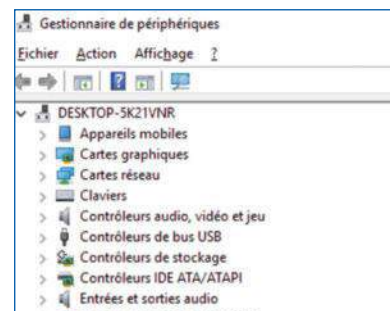 Gestionnaire de périphériques
Fichier Action Affichage ?
DESKTOP-5K21VNR
Appareils mobiles
Cartes graphiques
Cartes réseau
Claviers
Contrôleurs audio, vidéo et jeu
Contrôleurs de bus USB
Contrôleurs de stockage
Contrôleurs IDE ATA/ATAPI
Entrées et sorties audio